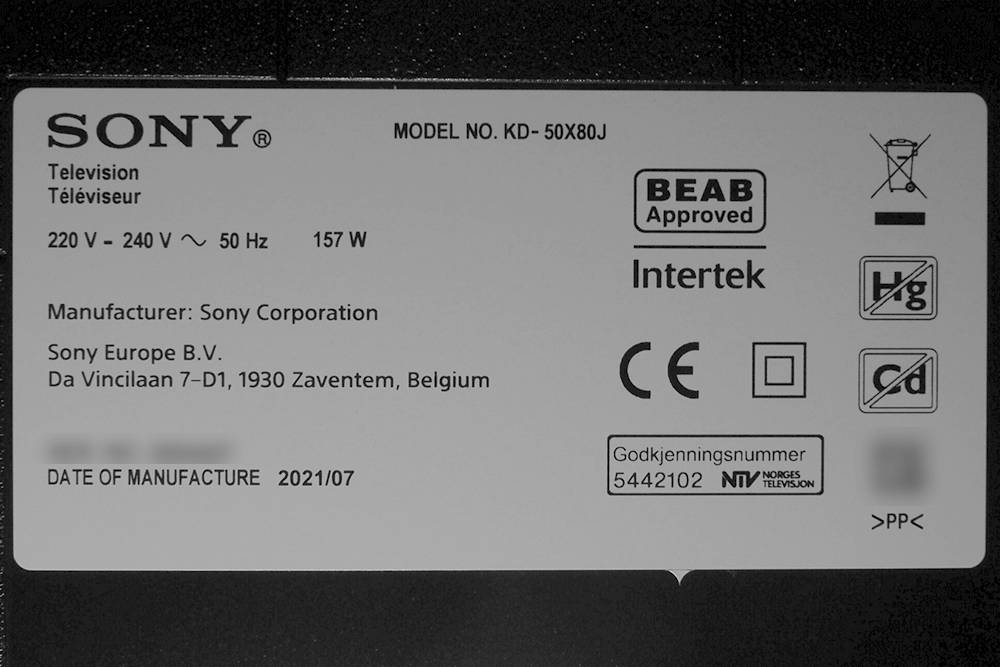 SONY®
MODEL NO. KD- 50X80J
Television
Téléviseur
220 V - 240 V ∼ 50 Hz 157 W
BEAB
Approved
Intertek
Manufacturer: Sony Corporation
Sony Europe B.V.
Da Vincilaan 7-D1, 1930 Zaventem, Belgium
Hg
CE
Cd
DATE OF MANUFACTURE 2021/07
Godkjenningsnummer
5442102 NTV NORGES
TELEVISJON
>PP<